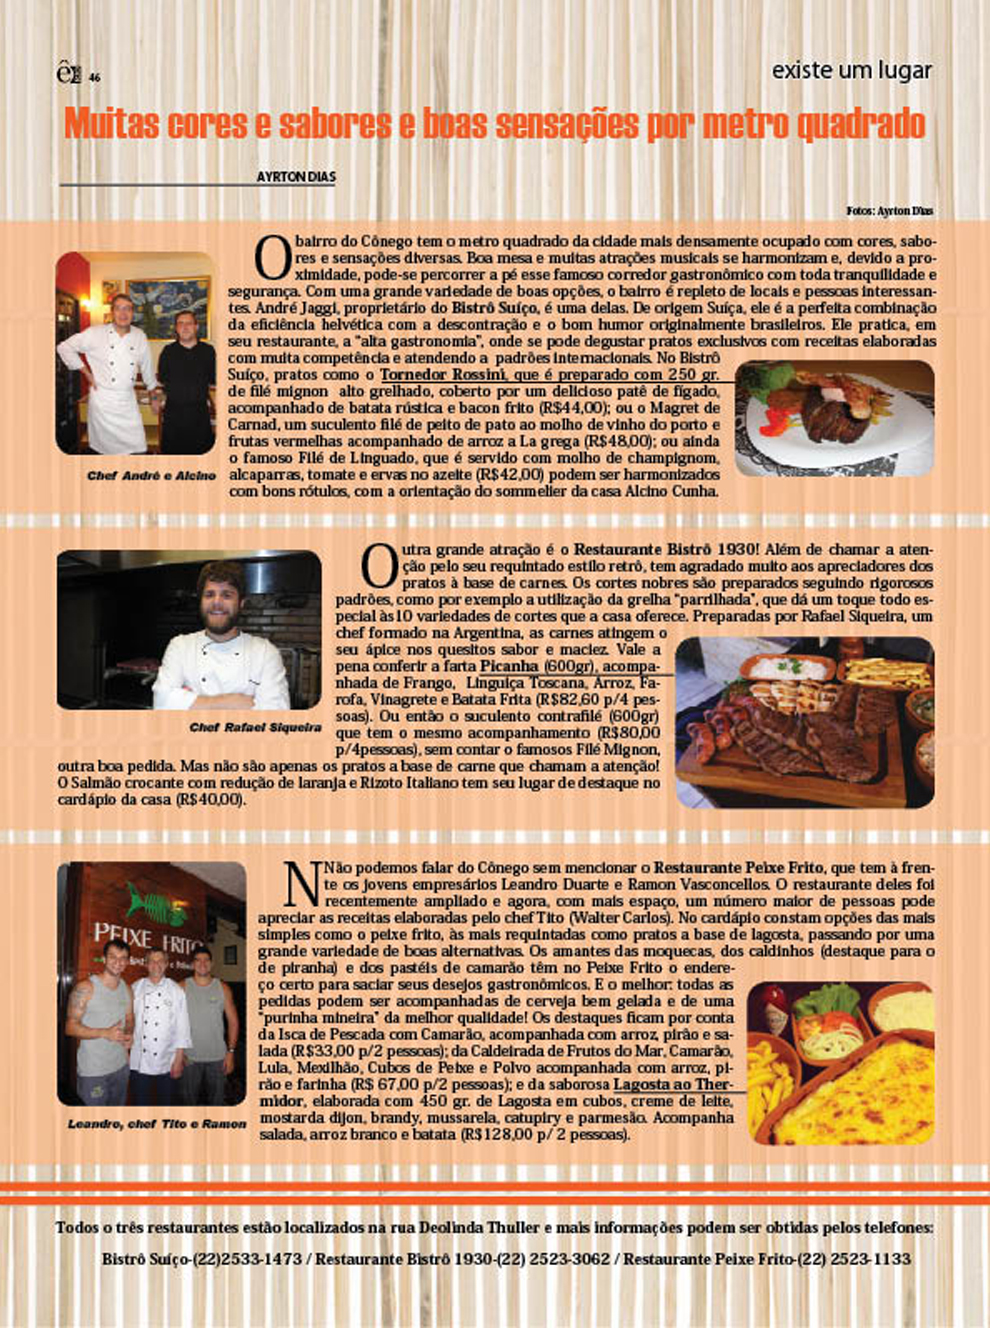 ê 46
existe um lugar
Muitas cores e sabores e boas sensações por metro quadrado
AYRTON DIAS
Fotos: Ayrton Dias
O bairro do Cônego tem o metro quadrado da cidade mais densamente ocupado com cores, sabo-
res e sensações diversas. Boa mesa e muitas atrações musicais se harmonizam e, devido a pro-
ximidade, pode-se percorrer a pé esse famoso corredor gastronômico com toda tranquilidade e
segurança. Com uma grande variedade de boas opções, o bairro é repleto de locais e pessoas interessan-
tes. André Jaggi, proprietário do Bistrô Suíço, é uma delas. De origem Suíça, ele é a perfeita combinação
da eficiência helvética com a descontração e o bom humor originalmente brasileiros. Ele pratica, em
seu restaurante, a "alta gastronomia", onde se pode degustar pratos exclusivos com receitas elaboradas
com muita competência e atendendo a padrões internacionais. No Bistrô
Suíço, pratos como o Tornedor Rossini, que é preparado com 250 gr.
de filé mignon alto grelhado, coberto por um delicioso patê de fígado,
acompanhado de batata rústica e bacon frito (R$44,00); ou o Magret de
Carnad, um suculento filé de peito de pato ao molho de vinho do porto e
frutas vermelhas acompanhado de arroz a La grega (R$48,00); ou ainda
o famoso Filé de Linguado, que é servido com molho de champignom,
alcaparras, tomate e ervas no azeite (R$42,00) podem ser harmonizados
com bons rótulos, com a orientação do sommelier da casa Alcino Cunha.
Chef André e Alcino
Outra grande atração é o Restaurante Bistrô 1930! Além de chamar a aten-
ção pelo seu requintado estilo retrô, tem agradado muito aos apreciadores dos
pratos à base de carnes. Os cortes nobres são preparados seguindo rigorosos
padrões, como por exemplo a utilização da grelha "parrilhada", que dá um toque todo es-
pecial às10 variedades de cortes que a casa oferece. Preparadas por Rafael Siqueira, um
chef formado na Argentina, as carnes atingem o
seu ápice nos quesitos sabor e maciez. Vale a
pena conferir a farta Picanha (600gr), acompa-
nhada de Frango, Linguiça Toscana, Arroz, Fa-
rofa, Vinagrete e Batata Frita (R$82,60 p/4 pes-
soas). Ou então o suculento contrafilé (600gr)
que tem o mesmo acompanhamento (R$80,00
p/4pessoas), sem contar o famosos Filé Mignon,
outra boa pedida. Mas não são apenas os pratos a base de carne que chamam a atenção!
O Salmão crocante com redução de laranja e Rizoto Italiano tem seu lugar de destaque no
cardápio da casa (R$40,00).
Chef Rafael Siqueira
NNão podemos falar do Cônego sem mencionar o Restaurante Peixe Frito, que tem à fren-
te os jovens empresários Leandro Duarte e Ramon Vasconcellos. O restaurante deles foi
recentemente ampliado e agora, com mais espaço, um número maior de pessoas pode
apreciar as receitas elaboradas pelo chef Tito (Walter Carlos). No cardápio constam opções das mais
simples como o peixe frito, às mais requintadas como pratos a base de lagosta, passando por uma
grande variedade de boas alternativas. Os amantes das moquecas, dos caldinhos (destaque para o
de piranha) e dos pastéis de camarão têm no Peixe Frito o endere-
ço certo para saciar seus desejos gastronômicos. E o melhor: todas as
pedidas podem ser acompanhadas de cerveja bem gelada e de uma
"purinha mineira" da melhor qualidade! Os destaques ficam por conta
da Isca de Pescada com Camarão, acompanhada com arroz, pirão e sa-
lada (R$33,00 p/2 pessoas); da Caldeirada de Frutos do Mar, Camarão,
Lula, Mexilhão, Cubos de Peixe e Polvo acompanhada com arroz, pi-
rão e farinha (R$ 67,00 p/2 pessoas); e da saborosa Lagosta ao Ther-
midor, elaborada com 450 gr. de Lagosta em cubos, creme de leite,
mostarda dijon, brandy, mussarela, catupiry e parmesão. Acompanha
salada, arroz branco e batata (R$128,00 p/ 2 pessoas).
PEIXE FRITO
Leandro, chef Tito e Ramon
Todos o três restaurantes estão localizados na rua Deolinda Thuller e mais informações podem ser obtidas pelos telefones:
Bistrô Suíço-(22)2533-1473 / Restaurante Bistrô 1930-(22) 2523-3062 / Restaurante Peixe Frito-(22) 2523-1133